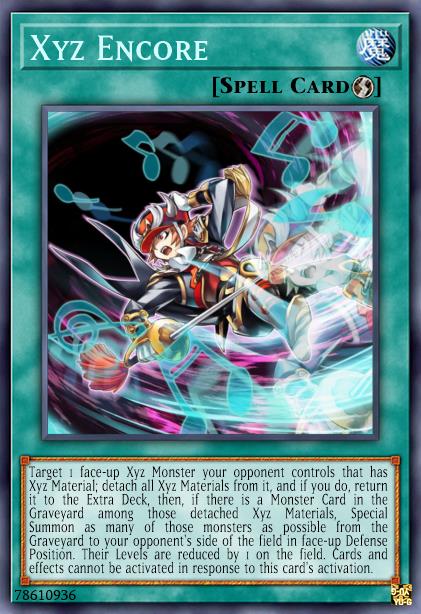 Xyz Encore
魔
[Spell Card]
Target 1 face-up Xyz Monster your opponent controls that has
Xyz Material; detach all Xyz Materials from it, and if you do, return
it to the Extra Deck, then, if there is a Monster Card in the
Graveyard among those detached Xyz Materials, Special
Summon as many of those monsters as possible from the
Graveyard to your opponent's side of the field in face-up Defense
Position. Their Levels are reduced by 1 on the field. Cards and
effects cannot be activated in response to this card's activation.
78610936